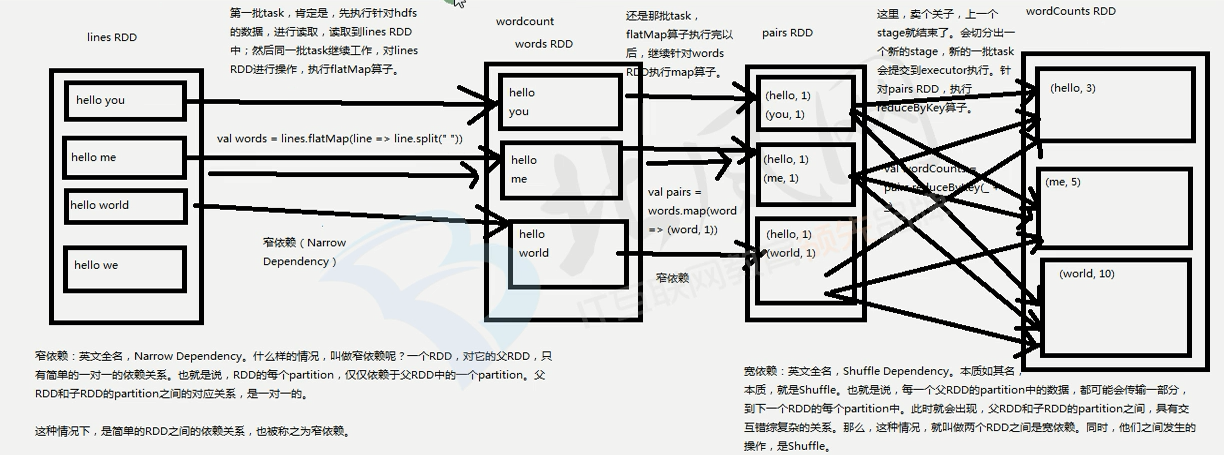 lines RDD
第一批task，肯定是，先执行针对hdfs
的数据，进行读取，读取到lines RDD
中；然后同一批task继续工作，对lines
RDD进行操作，执行flatMap算子。
wordcount
words RDD
还是那批task，
flatMap算子执行完以
后，继续针对words
RDD执行map算子。
pairs RDD
这里，卖个关子，上一个
stage就结束了。会切分出一
个新的stage，新的一批task
会提交到executor执行。针
对pairs RDD，执行
reduceByKey算子。
wordCounts RDD
hello you
hello me
hello world
hello we
val words = lines.flatMap(line => line.split(" "))
窄依赖（Narrow
Dependency）
hello
you
hello
me
hello
world
val pairs =
words.map(word
=> (word, 1))
窄依赖
(hello, 1)
(you, 1)
(hello, 1)
(me, 1)
(hello, 1)
(world, 1)
val wordCounts =
pairs.reduceByKey(_ +
(hello, 3)
(me, 5)
(world, 10)
IT互联网教育领先品牌
窄依赖：英文全名，Narrow Dependency。什么样的情况，叫做窄依赖呢？一个RDD，对它的父RDD，只
有简单的一对一的依赖关系。也就是说，RDD的每个partition，仅仅依赖于父RDD中的一个partition。父
RDD和子RDD的partition之间的对应关系，是一对一的。
这种情况下，是简单的RDD之间的依赖关系，也被称之为窄依赖。
宽依赖：英文全名，Shuffle Dependency。本质如其名，
本质，就是Shuffle。也就是说，每一个父RDD的partition中的数据，都可能会传输一部分，
到下一个RDD的每个partition中。此时就会出现，父RDD和子RDD的partition之间，具有交
互错综复杂的关系。那么，这种情况，就叫做两个RDD之间是宽依赖。同时，他们之间发生的
操作，是Shuffle。